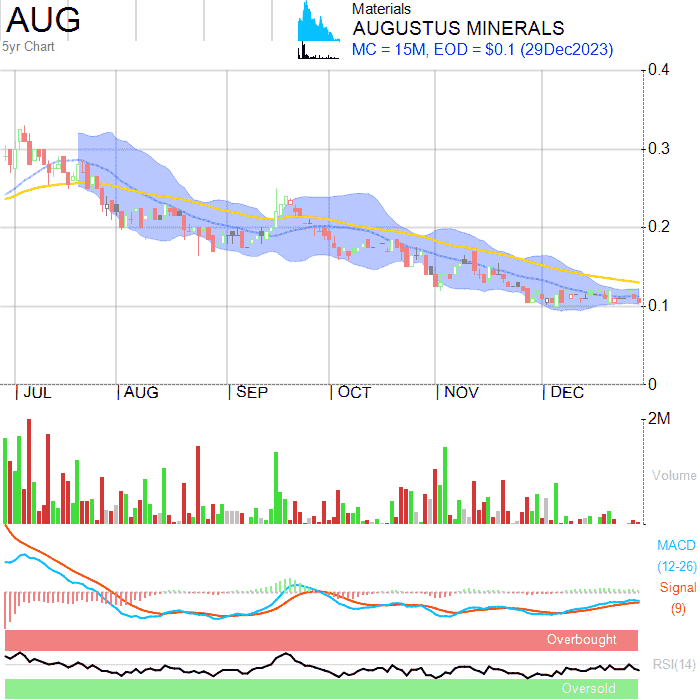 AUG
5yr Chart
Materials
AUGUSTUS MINERALS
MC = 15M, EOD = $0.1 (29Dec2023)
0.4
0.3
0.2
0.1
0
JUL AUG SEP OCT NOV DEC
2M
Volume
MACD
(12-26)
Signal
(9)
Overbought
RSI(14)
Oversold